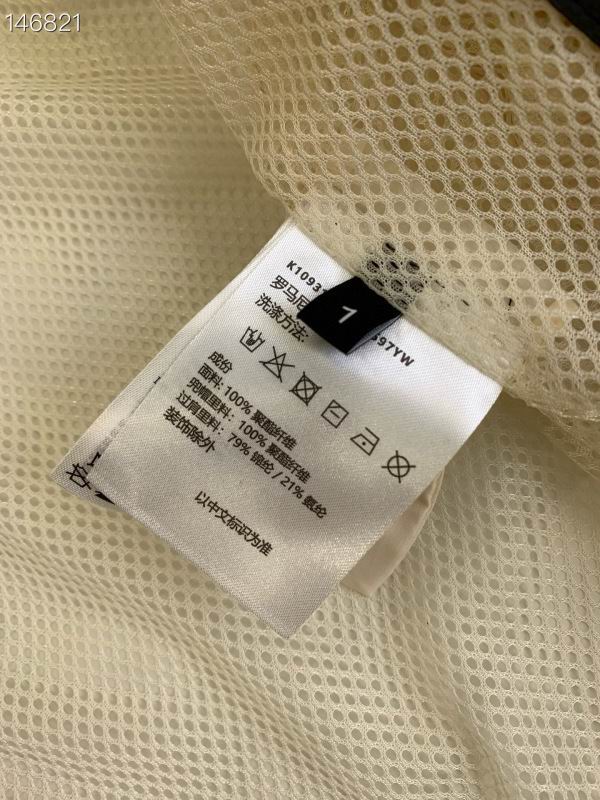 146821
K1093
1
597YW
罗马尼
洗涤方法:
成份
面料: 100% 聚酯纤维
兜帽里料: 100% 聚酯纤维
过肩里料: 79% 锦纶 / 21% 氨纶
装饰除外
以中文标识为准